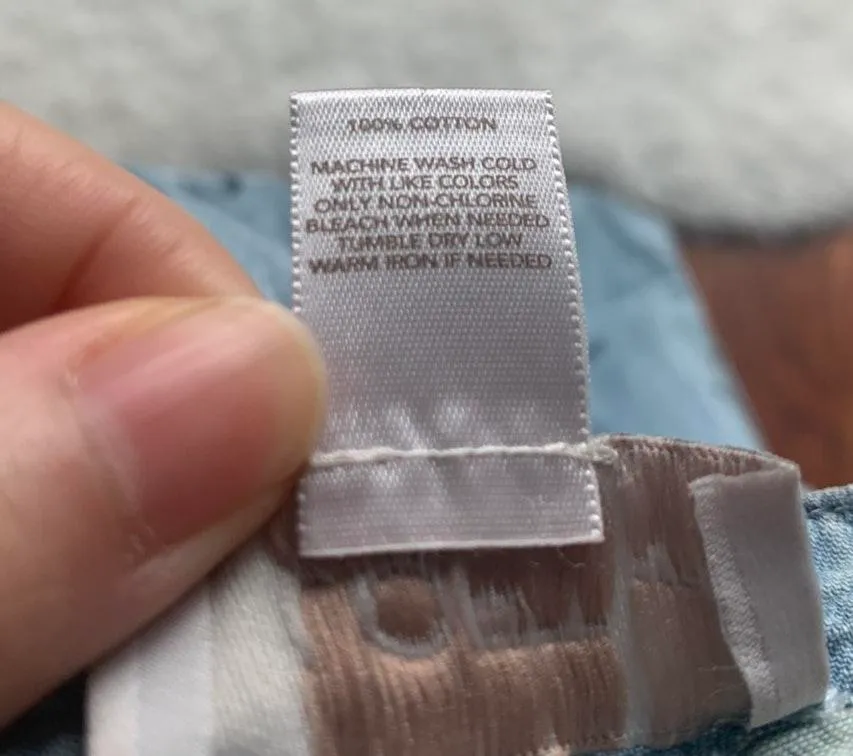 100% COTTON
MACHINE WASH COLD
WITH LIKE COLORS
ONLY NON-CHLORINE
BLEACH WHEN NEEDED
TUMBLE DRY LOW
WARM IRON IF NEEDED